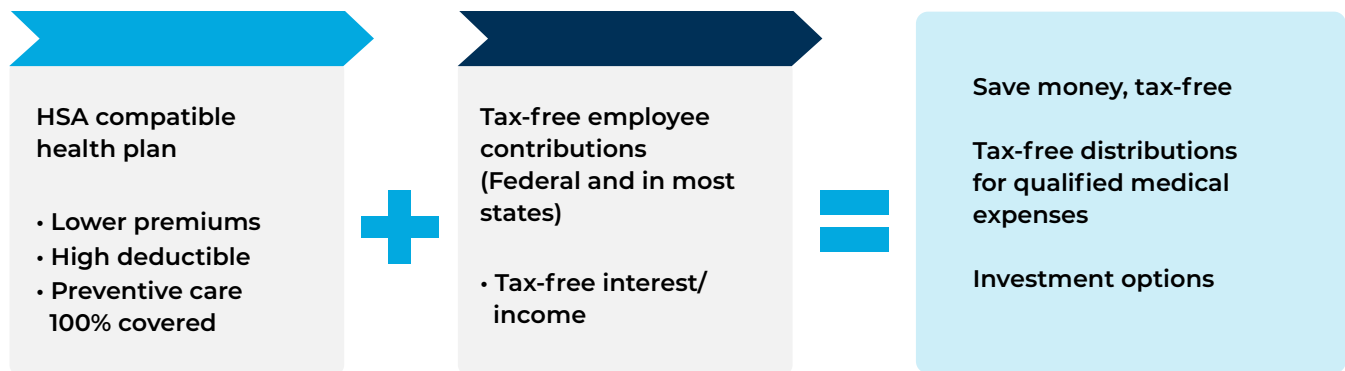 HSA compatible
health plan
• Lower premiums
• High deductible
• Preventive care
100% covered
Tax-free employee
contributions
(Federal and in most
states)
• Tax-free interest/
income
Save money, tax-free
Tax-free distributions
for qualified medical
expenses
Investment options